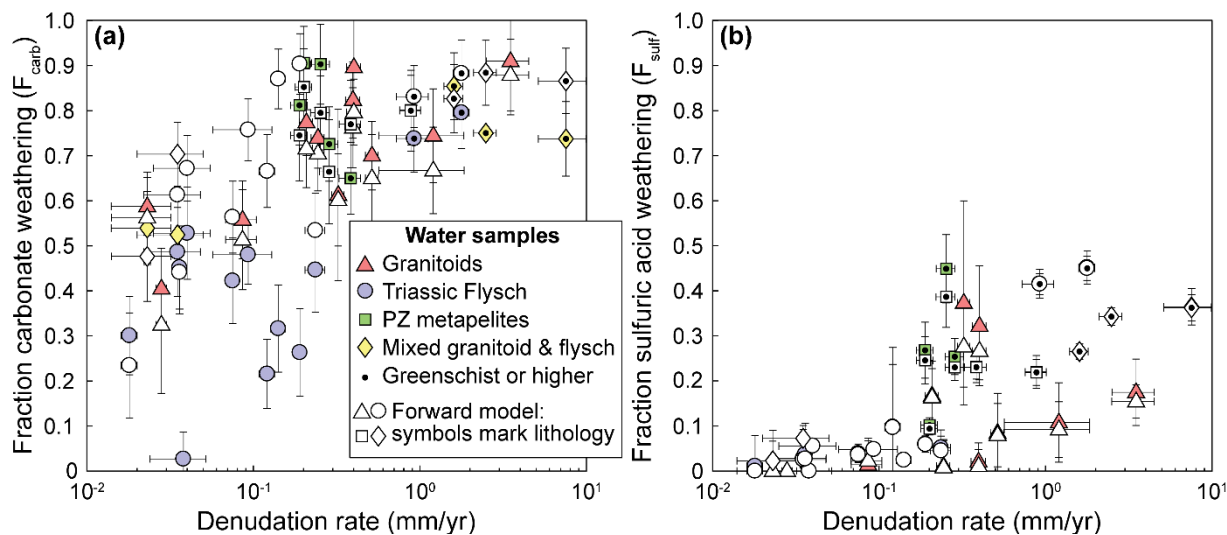 (a)
Fraction carbonate weathering (F_carb)
1.0
0.9
0.8
0.7
0.6
0.5
0.4
0.3
0.2
0.1
0
10⁻²
10⁻¹
10⁰
10¹
Denudation rate (mm/yr)
Water samples
Granitoids
Triassic Flysch
PZ metapelites
Mixed granitoid & flysch
Greenschist or higher
Forward model:
symbols mark lithology
(b)
Fraction sulfuric acid weathering (F_sulf)
1.0
0.9
0.8
0.7
0.6
0.5
0.4
0.3
0.2
0.1
0
10⁻²
10⁻¹
10⁰
10¹
Denudation rate (mm/yr)